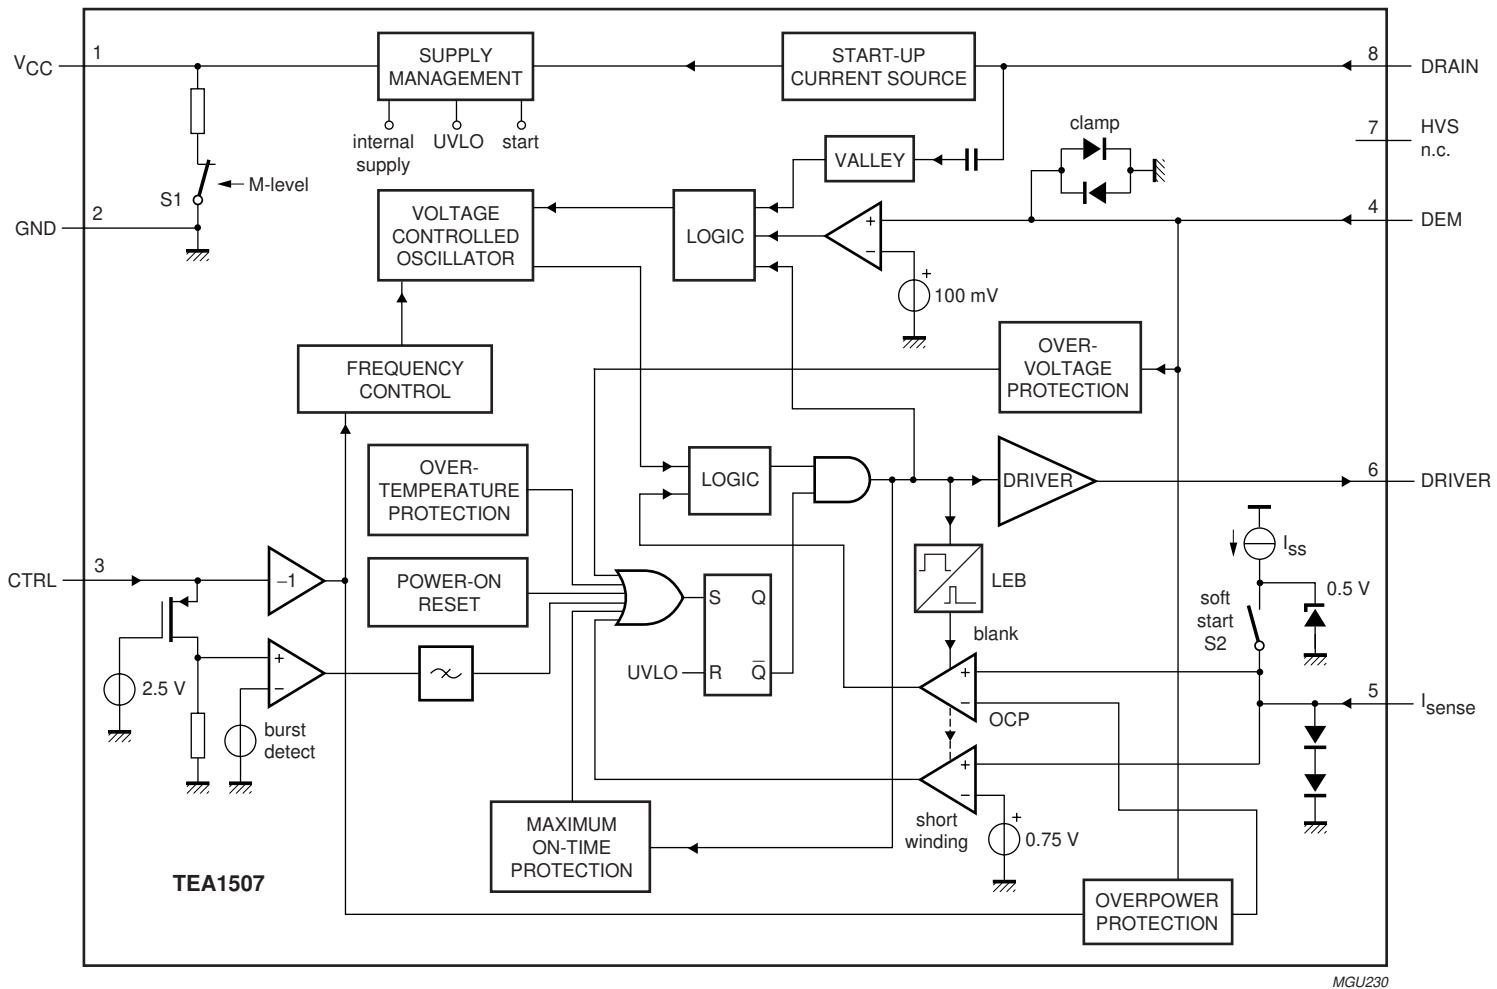 1
8
V_CC
SUPPLY
MANAGEMENT
START-UP
CURRENT SOURCE
DRAIN
internal
supply
UVLO
start
clamp
7
HVS
n.c.
VALLEY
S1
M-level
2
GND
VOLTAGE
CONTROLLED
OSCILLATOR
LOGIC
+
−
4
DEM
+
100 mV
FREQUENCY
CONTROL
OVER-
VOLTAGE
PROTECTION
OVER-
TEMPERATURE
PROTECTION
LOGIC
DRIVER
6
DRIVER
3
CTRL
−1
POWER-ON
RESET
LEB
I_ss
0.5 V
soft
start
S2
S
Q
blank
2.5 V
+
−
burst
detect
UVLO
R
Q̅
+
−
OCP
5
I_sense
+
−
short
winding
+
0.75 V
MAXIMUM
ON-TIME
PROTECTION
TEA1507
OVERPOWER
PROTECTION
MGU230